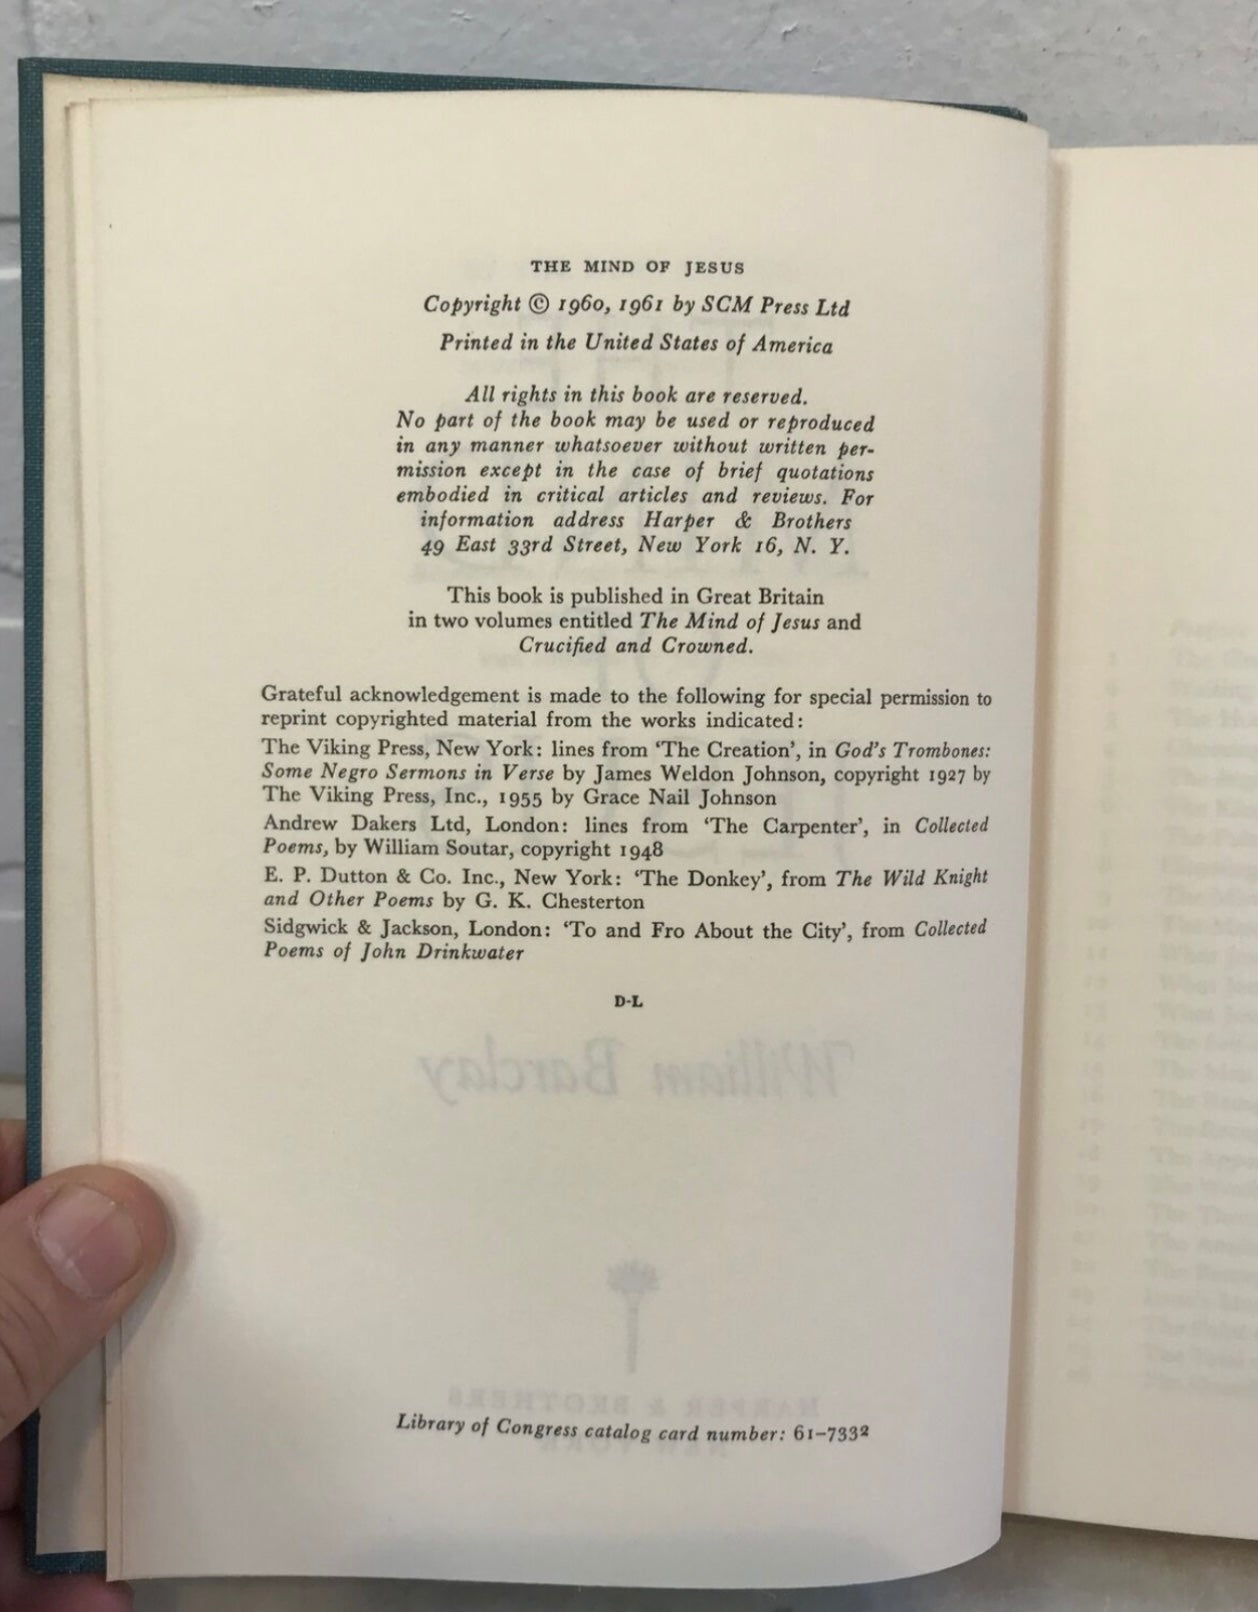 THE MIND OF JESUS
Copyright © 1960, 1961 by SCM Press Ltd
Printed in the United States of America
All rights in this book are reserved.
No part of the book may be used or reproduced
in any manner whatsoever without written per-
mission except in the case of brief quotations
embodied in critical articles and reviews. For
information address Harper & Brothers
49 East 33rd Street, New York 16, N. Y.
This book is published in Great Britain
in two volumes entitled The Mind of Jesus and
Crucified and Crowned.
Grateful acknowledgement is made to the following for special permission to
reprint copyrighted material from the works indicated:
The Viking Press, New York: lines from ‘The Creation’, in God's Trombones:
Some Negro Sermons in Verse by James Weldon Johnson, copyright 1927 by
The Viking Press, Inc., 1955 by Grace Nail Johnson
Andrew Dakers Ltd, London: lines from ‘The Carpenter’, in Collected
Poems, by William Soutar, copyright 1948
E. P. Dutton & Co. Inc., New York: ‘The Donkey’, from The Wild Knight
and Other Poems by G. K. Chesterton
Sidgwick & Jackson, London: ‘To and Fro About the City’, from Collected
Poems of John Drinkwater
D-L
William Barclay
HARPER & BROTHERS
Library of Congress catalog card number: 61-7332